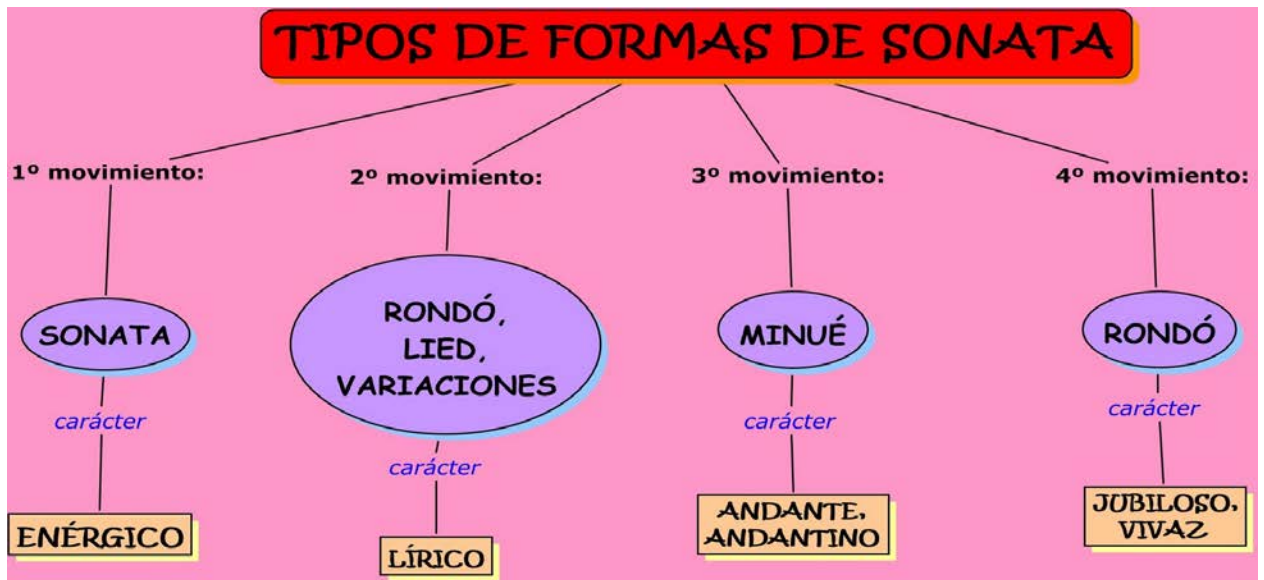 TIPOS DE FORMAS DE SONATA
1º movimiento:
2º movimiento:
3º movimiento:
4º movimiento:
SONATA
RONDÓ,
LIED,
VARIACIONES
MINUÉ
RONDÓ
carácter
carácter
carácter
carácter
ENÉRGICO
LÍRICO
ANDANTE,
ANDANTINO
JUBILOSO,
VIVAZ